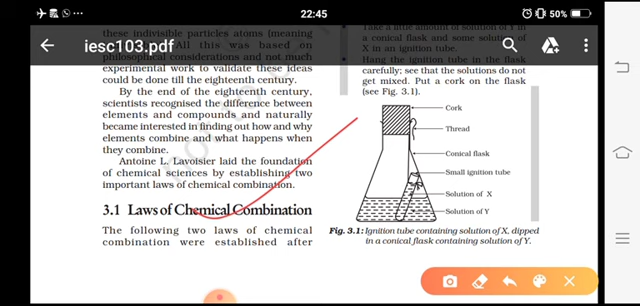 22:45
50%
iesc103.pdf
these indivisible particles atoms (meaning
All this was based on
philosophical considerations and not much
experimental work to validate these ideas
could be done till the eighteenth century.
By the end of the eighteenth century,
scientists recognised the difference between
elements and compounds and naturally
became interested in finding out how and why
elements combine and what happens when
they combine.
Antoine L. Lavoisier laid the foundation
of chemical sciences by establishing two
important laws of chemical combination.
3.1 Laws of Chemical Combination
The following two laws of chemical
combination were established after
Take a little amount of solution of Y in
a conical flask and some solution of
X in an ignition tube.
• Hang the ignition tube in the flask
carefully; see that the solutions do not
get mixed. Put a cork on the flask
(see Fig. 3.1).
Cork
Thread
Conical flask
Small ignition tube
Solution of X
Solution of Y
Fig. 3.1: Ignition tube containing solution of X, dipped
in a conical flask containing solution of Y.